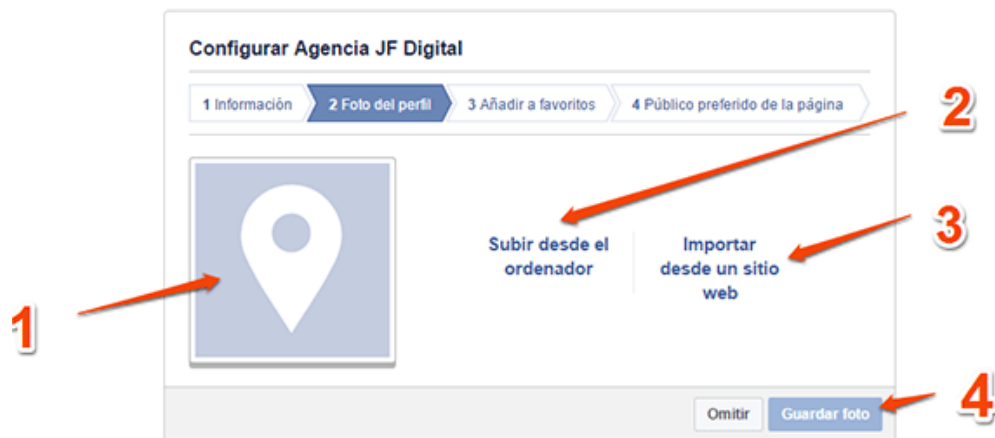 Configurar Agencia JF Digital
1 Información 2 Foto del perfil 3 Añadir a favoritos 4 Público preferido de la página
2
Subir desde el
ordenador
Importar
desde un sitio
web
3
1
Omitir Guardar foto
4